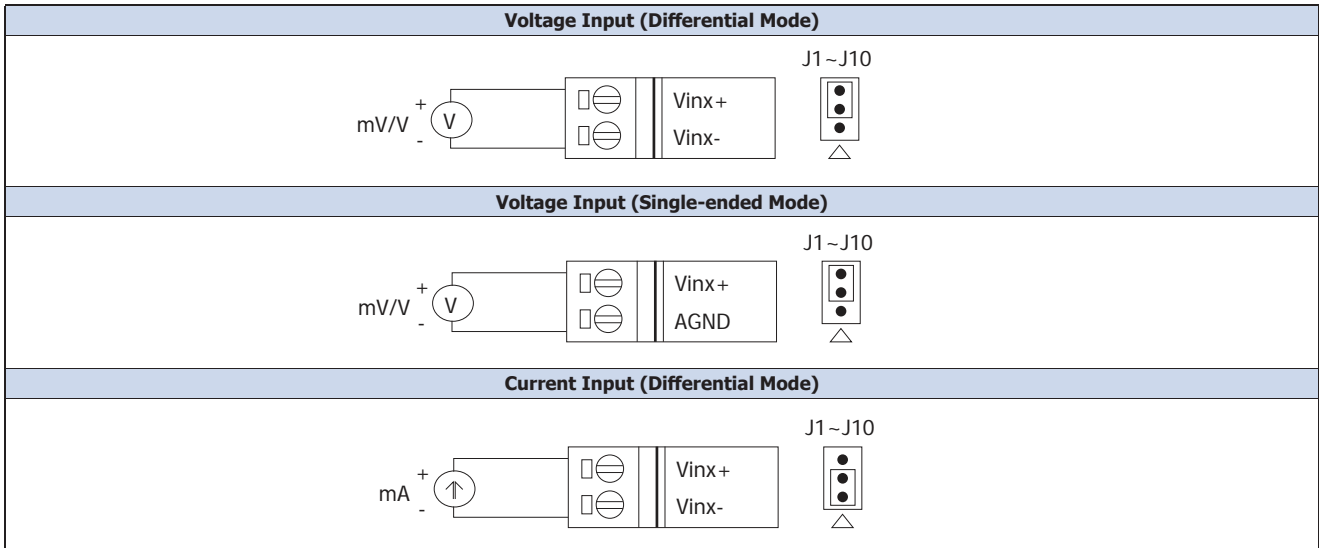 Voltage Input (Differential Mode)
J1~J10
mV/V
+
-
V
Vinx+
Vinx-
Voltage Input (Single-ended Mode)
J1~J10
mV/V
+
-
V
Vinx+
AGND
Current Input (Differential Mode)
J1~J10
mA
+
-
Vinx+
Vinx-